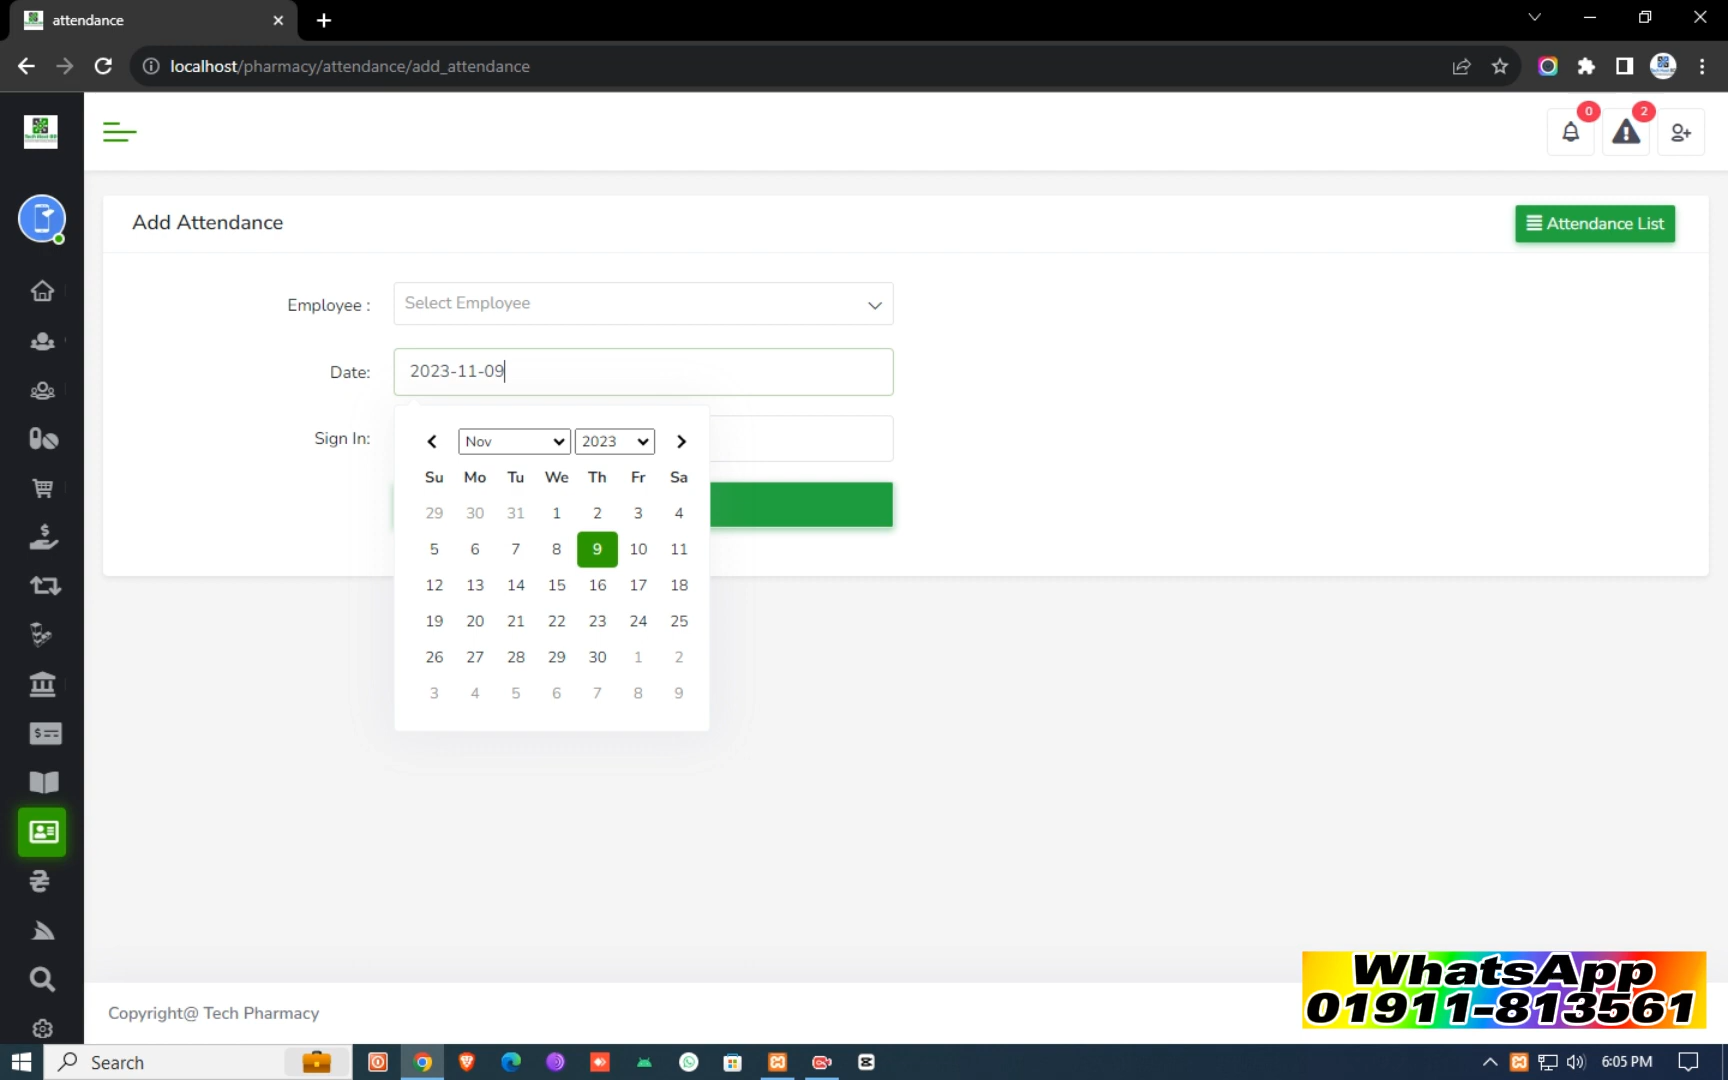 attendance
localhost/pharmacy/attendance/add_attendance
0
2
Add Attendance
Attendance List
Employee :
Select Employee
Date:
2023-11-09
Sign In:
Nov
2023
Su Mo Tu We Th Fr Sa
29 30 31 1 2 3 4
5 6 7 8 9 10 11
12 13 14 15 16 17 18
19 20 21 22 23 24 25
26 27 28 29 30 1 2
3 4 5 6 7 8 9
Copyright@ Tech Pharmacy
WhatsApp
01911-813561
Search
6:05 PM